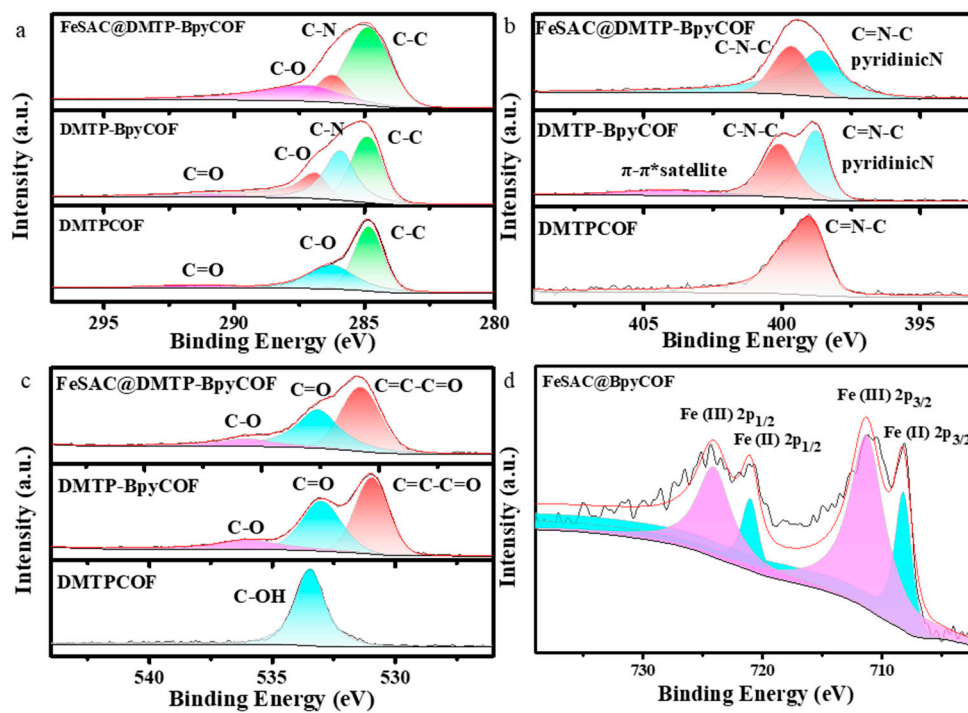 a
FeSAC@DMTP-BpyCOF
C-N
C-C
C-O
DMTP-BpyCOF
C-N
C-C
C-O
C=O
DMTPCOF
C-C
C-O
C=O
295
290
285
280
Binding Energy (eV)
Intensity (a.u.)
b
FeSAC@DMTP-BpyCOF
C=N-C
C-N-C
pyridinicN
DMTP-BpyCOF
C-N-C
C=N-C
π-π*satellite
pyridinicN
DMTPCOF
C=N-C
405
400
395
Binding Energy (eV)
Intensity (a.u.)
c
FeSAC@DMTP-BpyCOF
C=O
C=C-C=O
C-O
DMTP-BpyCOF
C=O
C=C-C=O
C-O
DMTPCOF
C-OH
540
535
530
Binding Energy (eV)
Intensity (a.u.)
d
FeSAC@BpyCOF
Fe (III) 2p3/2
Fe (III) 2p1/2
Fe (II) 2p1/2
Fe (II) 2p3/2
730
720
710
Binding Energy (eV)
Intensity (a.u.)